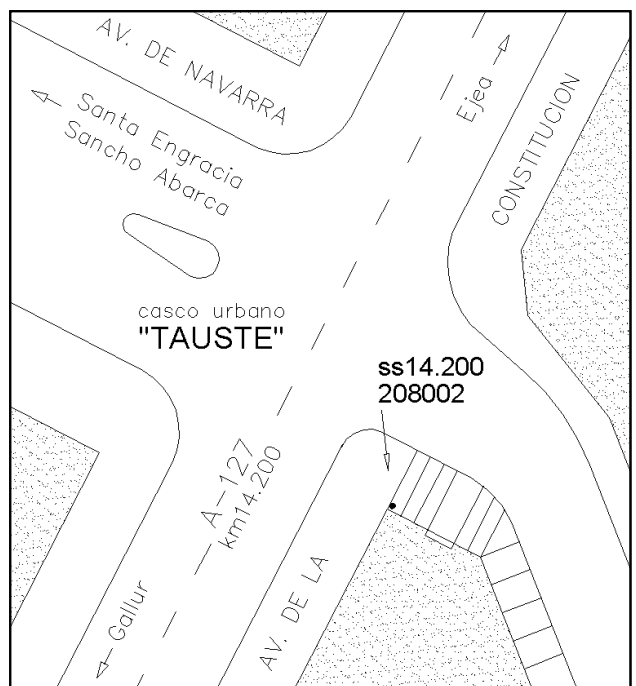 AV. DE NAVARRA
Santa Engracia
Sancho Abarca
Ejea
CONSTITUCION
casco urbano
"TAUSTE"
ss14.200
208002
A-127
km14.200
Gallur
AV. DE LA